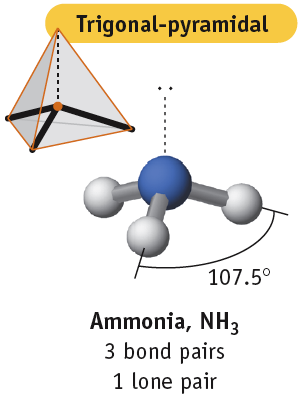 Trigonal-pyramidal
107.5°
Ammonia, NH₃
3 bond pairs
1 lone pair